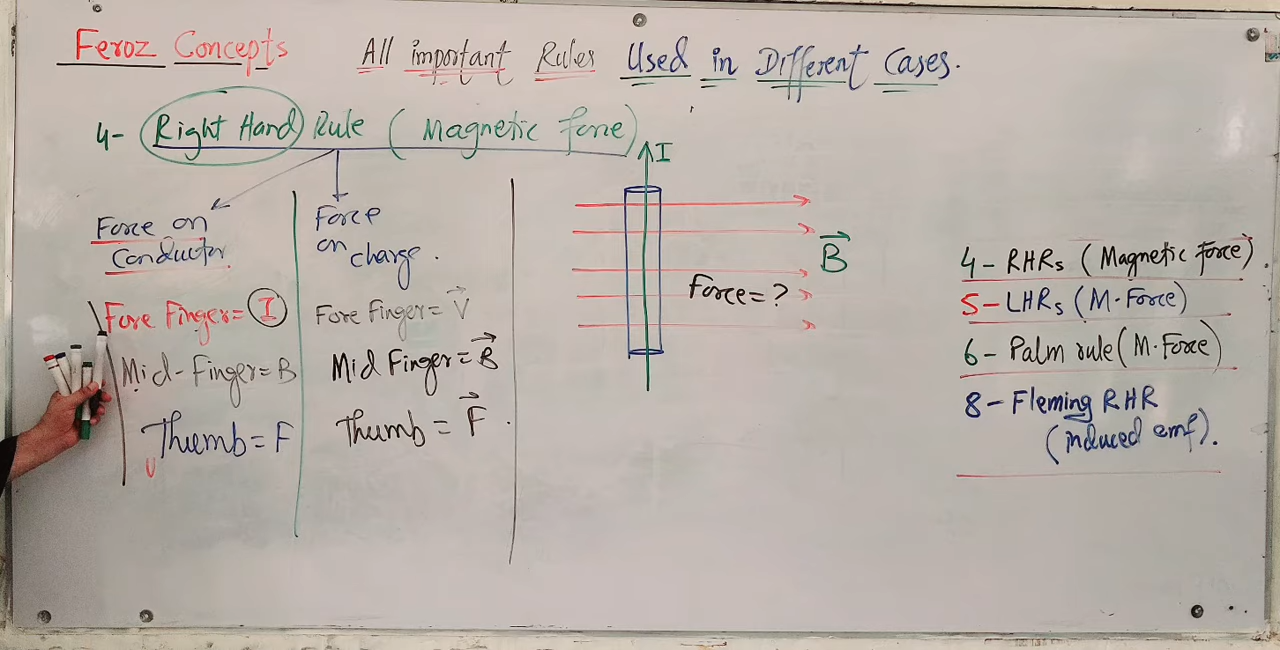 Feroz Concepts
All important Rules Used in Different Cases.
4- Right Hand Rule (Magnetic force)
Force on
Conductor
Fore Finger = I
Mid-Finger = B
Thumb = F
Force
on charge.
Fore Finger = V
Mid Finger = B
Thumb = F.
I
B
Force = ?
4- RHRs (Magnetic Force).
5- LHRs (M. Force)
6- Palm rule (M. Force)
8- Fleming RHR
(induced emf).